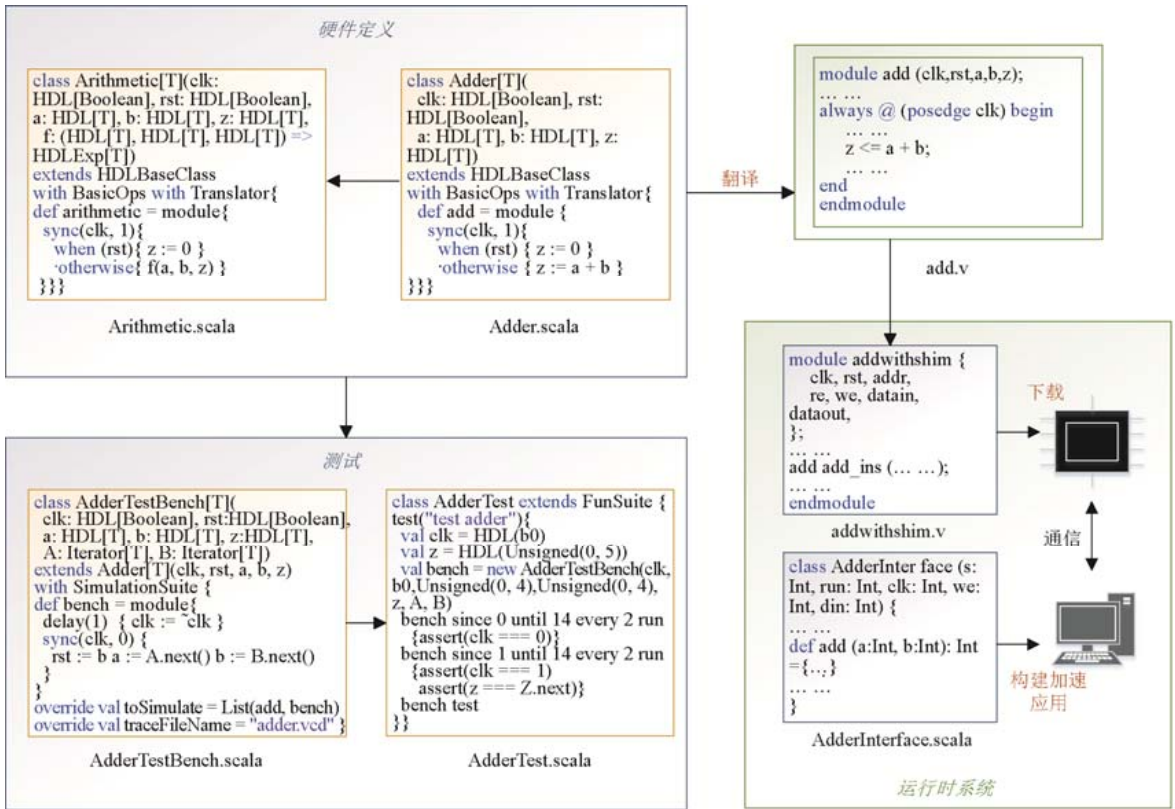 硬件定义
class Arithmetic[T](clk:
HDL[Boolean], rst: HDL[Boolean],
a: HDL[T], b: HDL[T], z: HDL[T],
f: (HDL[T], HDL[T], HDL[T]) =>
HDLExp[T])
extends HDLBaseClass
with BasicOps with Translator{
def arithmetic = module{
sync(clk, 1){
when (rst){ z := 0 }
·otherwise{ f(a, b, z) }
}}}
Arithmetic.scala
class Adder[T](
clk: HDL[Boolean], rst:
HDL[Boolean],
a: HDL[T], b: HDL[T], z:
HDL[T])
extends HDLBaseClass
with BasicOps with Translator{
def add = module {
sync(clk, 1){
when (rst) { z := 0 }
·otherwise { z := a + b }
}}}
Adder.scala
翻译
module add (clk,rst,a,b,z);
… …
always @ (posedge clk) begin
… …
z <= a + b;
… …
end
endmodule
add.v
测试
class AdderTestBench[T](
clk: HDL[Boolean], rst:HDL[Boolean],
a: HDL[T], b: HDL[T], z:HDL[T],
A: Iterator[T], B: Iterator[T])
extends Adder[T](clk, rst, a, b, z)
with SimulationSuite {
def bench = module{
delay(1) { clk := ~clk }
sync(clk, 0) {
rst := b a := A.next() b := B.next()
}
}
override val toSimulate = List(add, bench)
override val traceFileName = "adder.vcd" }
AdderTestBench.scala
class AdderTest extends FunSuite {
test("test adder"){
val clk = HDL(b0)
val z = HDL(Unsigned(0, 5))
val bench = new AdderTestBench(clk,
b0,Unsigned(0, 4),Unsigned(0, 4),
z, A, B)
bench since 0 until 14 every 2 run
{assert(clk === 0)}
bench since 1 until 14 every 2 run
{assert(clk === 1)
assert(z === Z.next)}
bench test
}}
AdderTest.scala
module addwithshim {
clk, rst, addr,
re, we, datain,
dataout,
};
… …
add add_ins (… …);
… …
endmodule
addwithshim.v
下载
通信
class AdderInter face (s:
Int, run: Int, clk: Int, we:
Int, din: Int) {
… …
def add (a:Int, b:Int): Int
={...}
… …
}
AdderInterface.scala
构建加速
应用
运行时系统